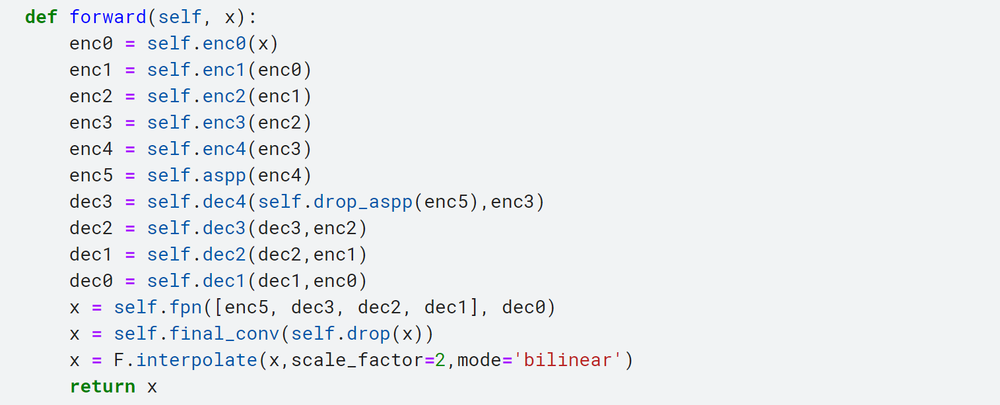 def forward(self, x):
    enc0 = self.enc0(x)
    enc1 = self.enc1(enc0)
    enc2 = self.enc2(enc1)
    enc3 = self.enc3(enc2)
    enc4 = self.enc4(enc3)
    enc5 = self.aspp(enc4)
    dec3 = self.dec4(self.drop_aspp(enc5),enc3)
    dec2 = self.dec3(dec3,enc2)
    dec1 = self.dec2(dec2,enc1)
    dec0 = self.dec1(dec1,enc0)
    x = self.fpn([enc5, dec3, dec2, dec1], dec0)
    x = self.final_conv(self.drop(x))
    x = F.interpolate(x,scale_factor=2,mode='bilinear')
    return x